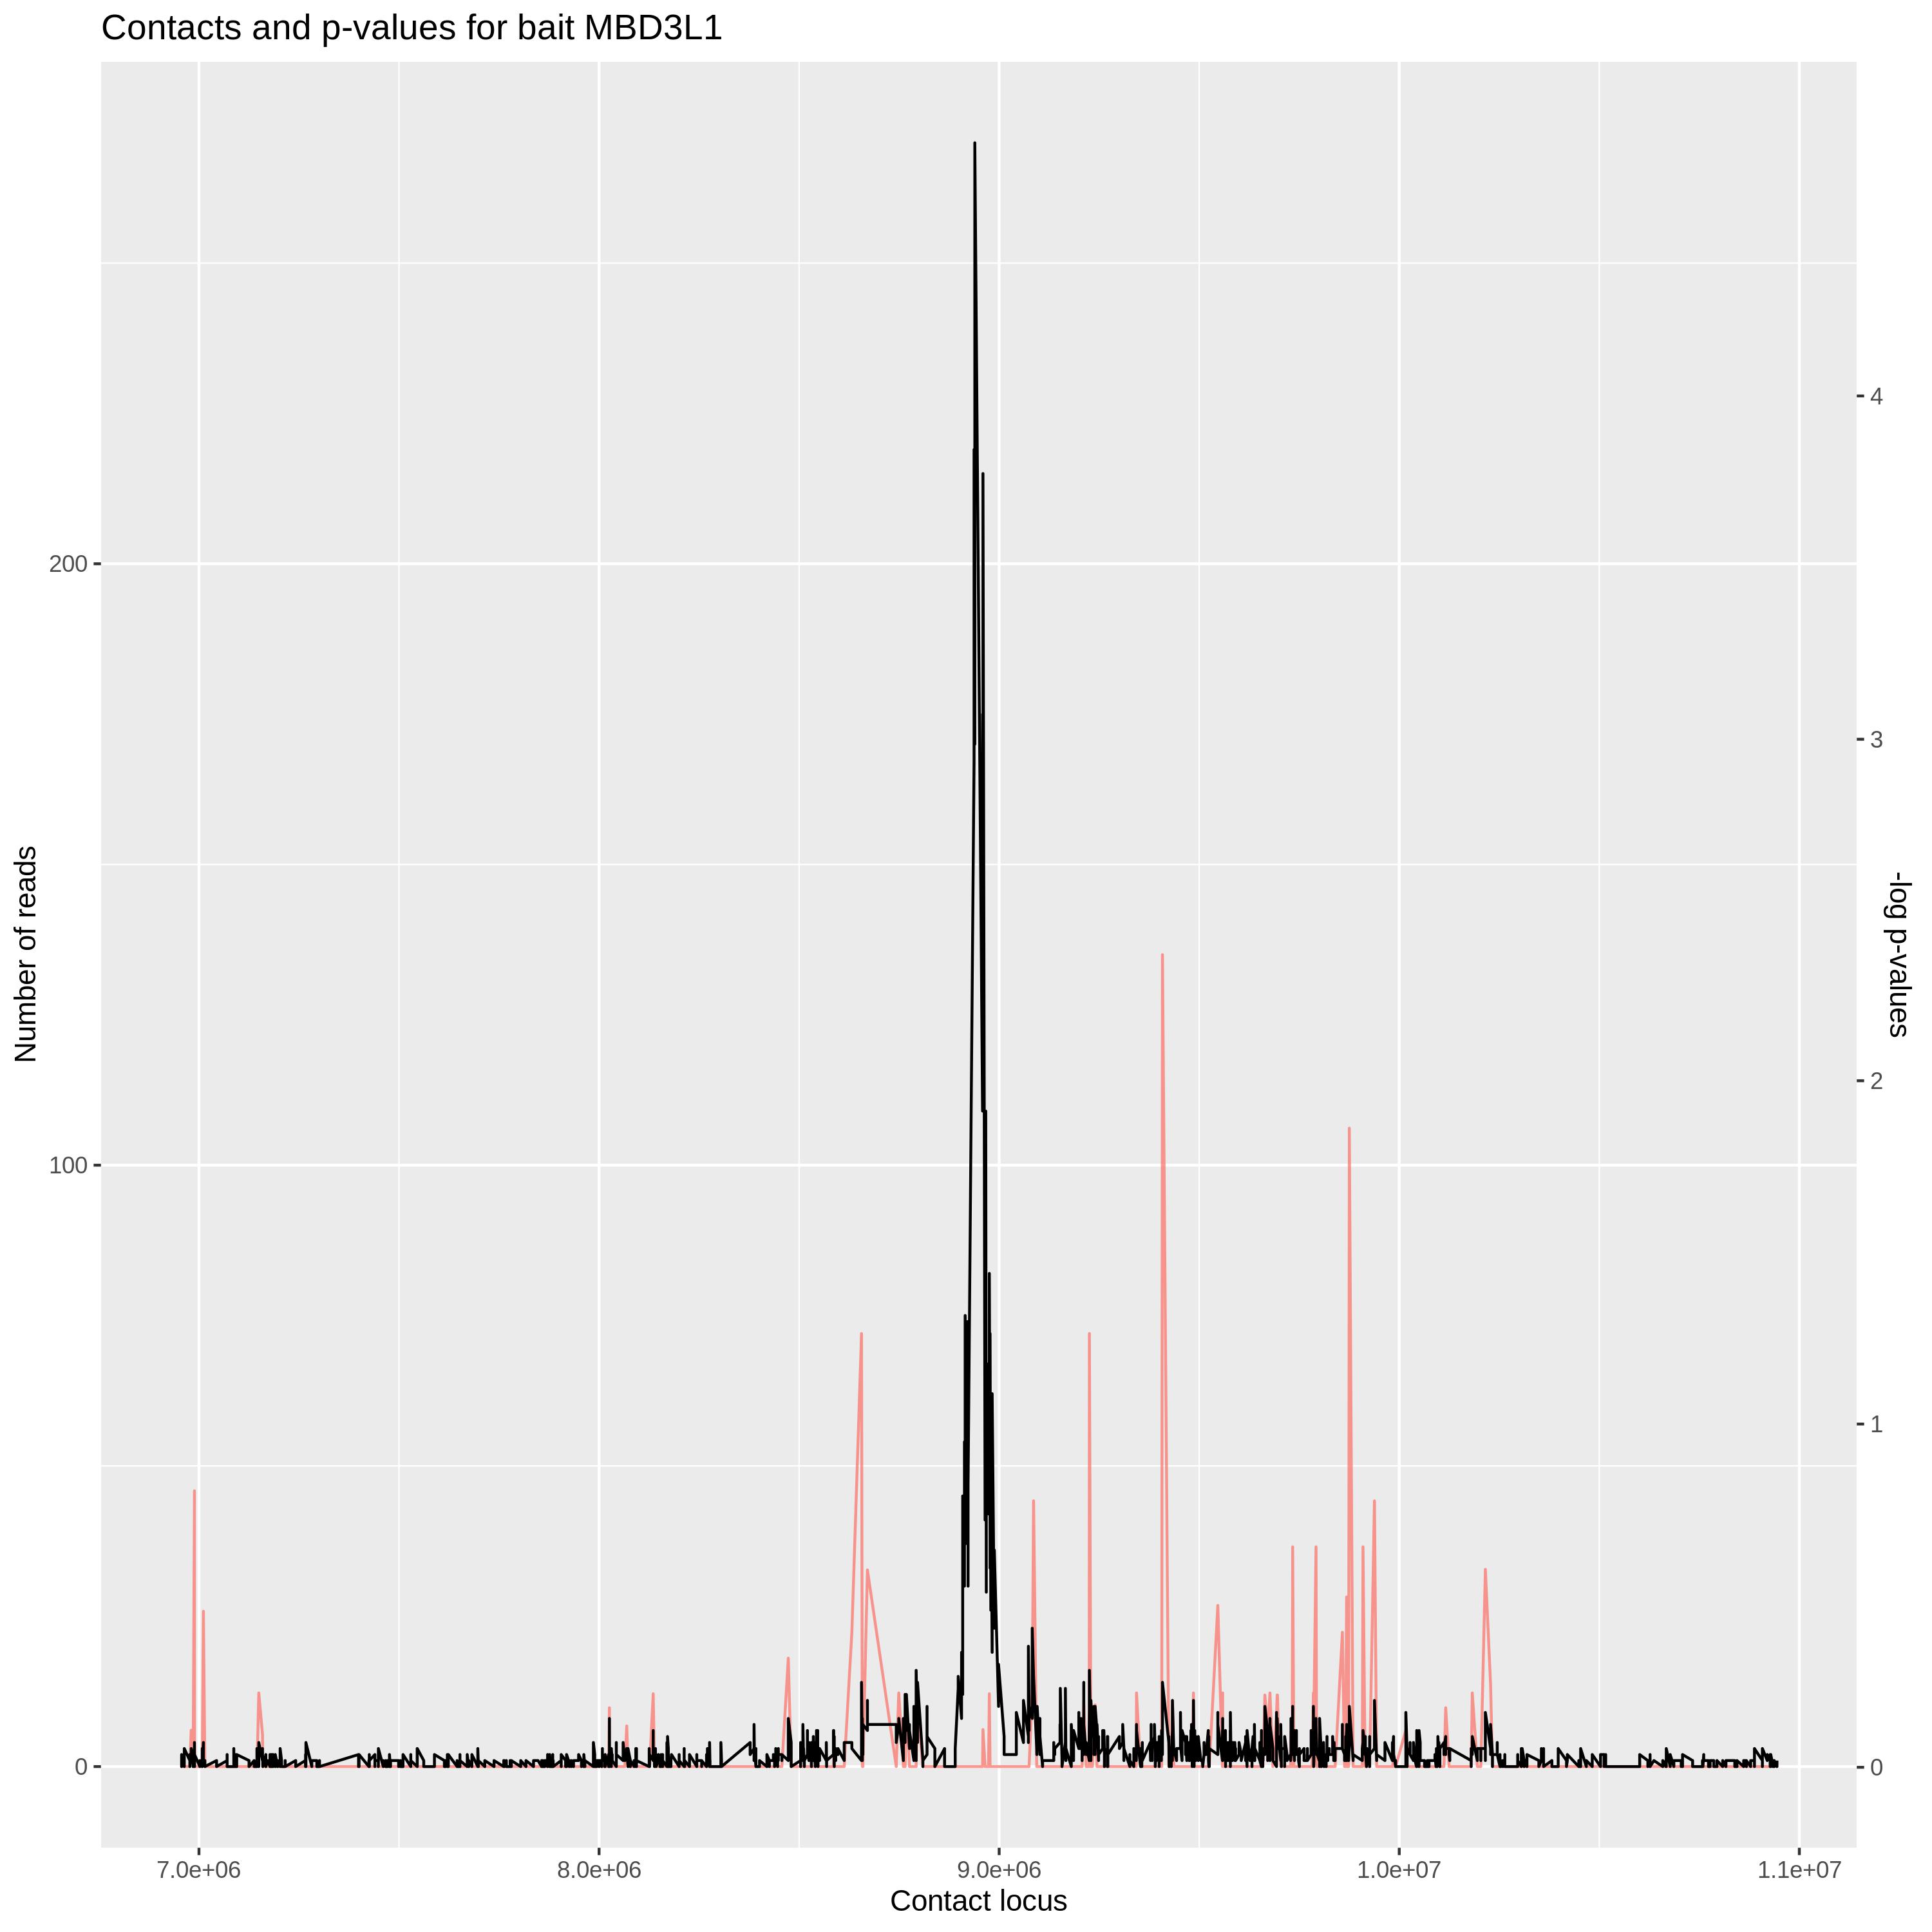 Contacts and p-values for bait MBD3L1
Number of reads
200
100
0
4
3
2
1
0
-log p-values
7.0e+06
8.0e+06
9.0e+06
1.0e+07
1.1e+07
Contact locus